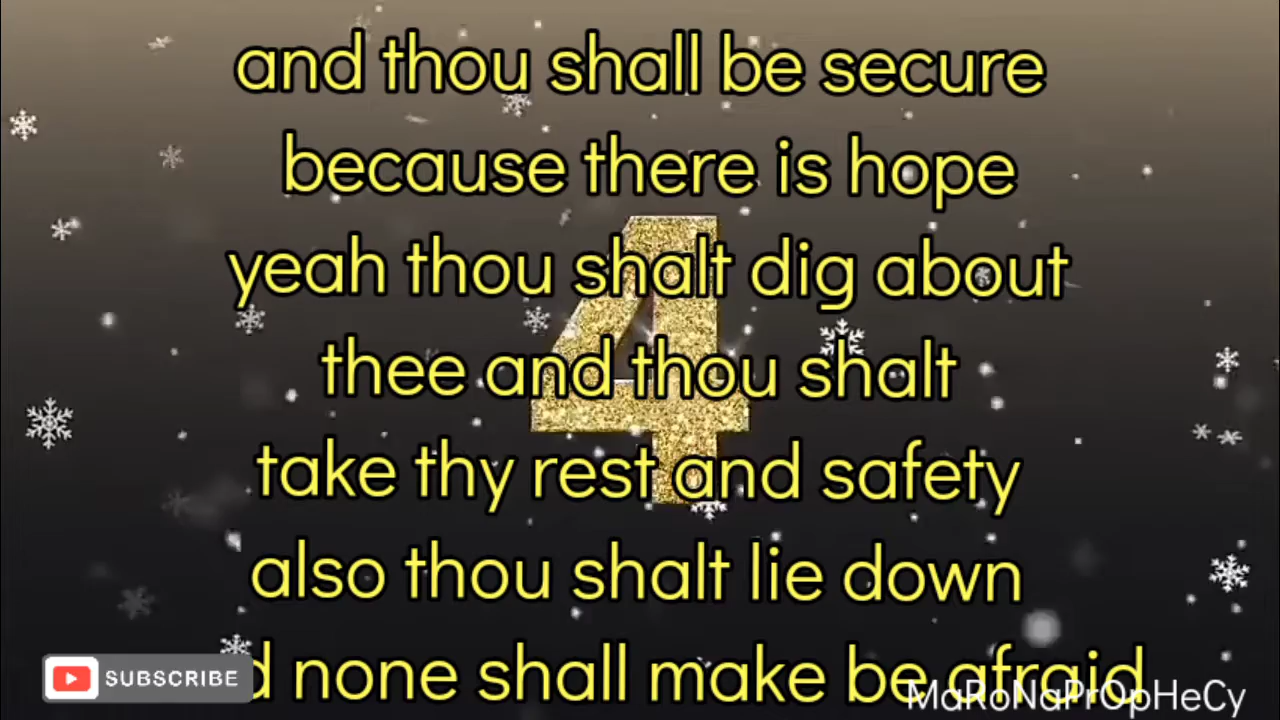 and thou shall be secure
because there is hope
yeah thou shalt dig about
4
thee and thou shalt
take thy rest and safety
also thou shalt lie down
d none shall make be afraid
SUBSCRIBE
MaRoNaPrOpHeCy